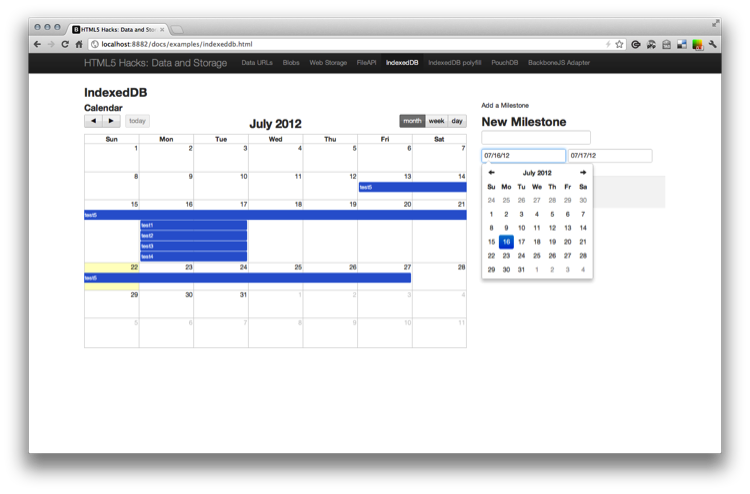 HTML5 Hacks: Data and Stor
localhost:8882/docs/examples/indexeddb.html
HTML5 Hacks: Data and Storage Data URLs Blobs Web Storage FileAPI IndexedDB IndexedDB polyfill PouchDB BackboneJS Adapter
IndexedDB
Calendar
today
July 2012
month week day
Sun Mon Tue Wed Thu Fri Sat
1 2 3 4 5 6 7
8 9 10 11 12 13 14
test5
15 16 17 18 19 20 21
test5
test1
test2
test3
test4
22 23 24 25 26 27 28
test5
29 30 31 1 2 3 4
5 6 7 8 9 10 11
Add a Milestone
New Milestone
07/16/12 07/17/12
July 2012
Su Mo Tu We Th Fr Sa
24 25 26 27 28 29 30
1 2 3 4 5 6 7
8 9 10 11 12 13 14
15 16 17 18 19 20 21
22 23 24 25 26 27 28
29 30 31 1 2 3 4